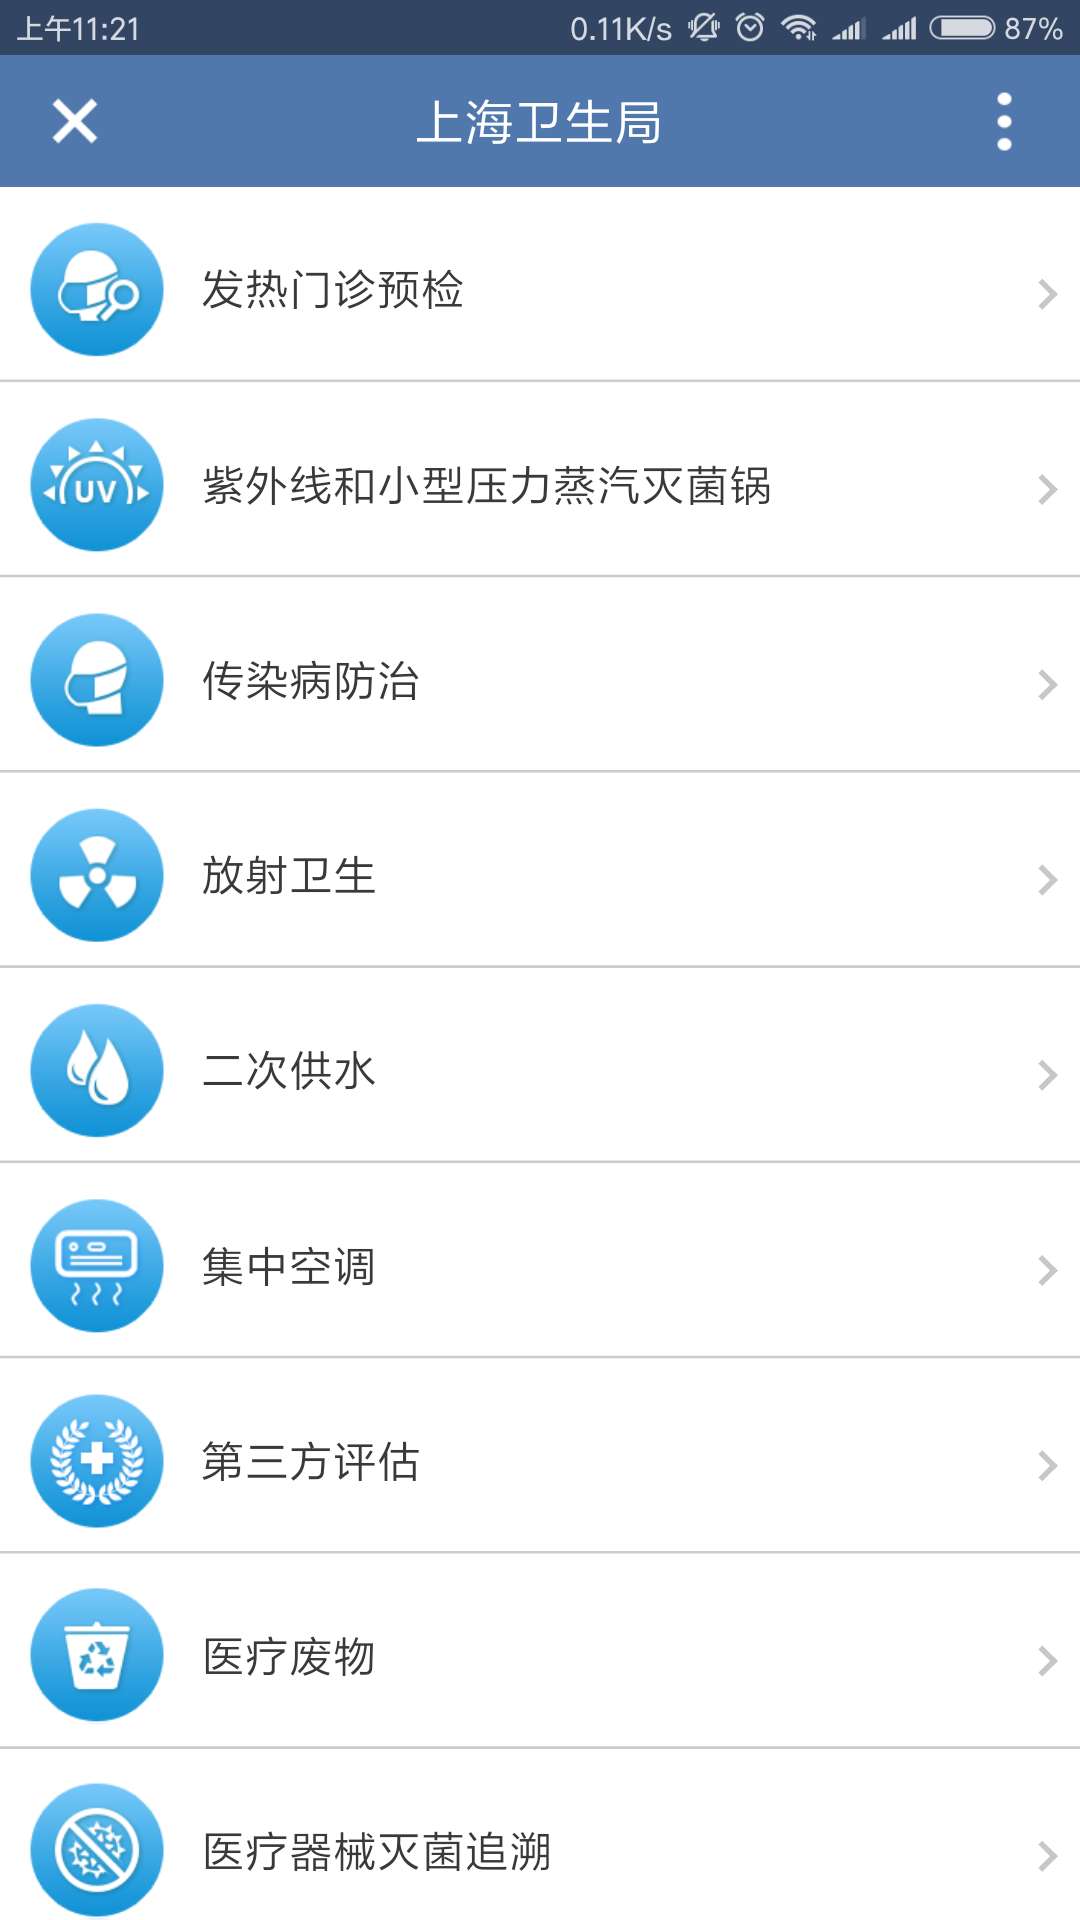 上午11:21 0.11K/s 87%
上海卫生局
发热门诊预检
UV
紫外线和小型压力蒸汽灭菌锅
传染病防治
放射卫生
二次供水
集中空调
第三方评估
医疗废物
医疗器械灭菌追溯